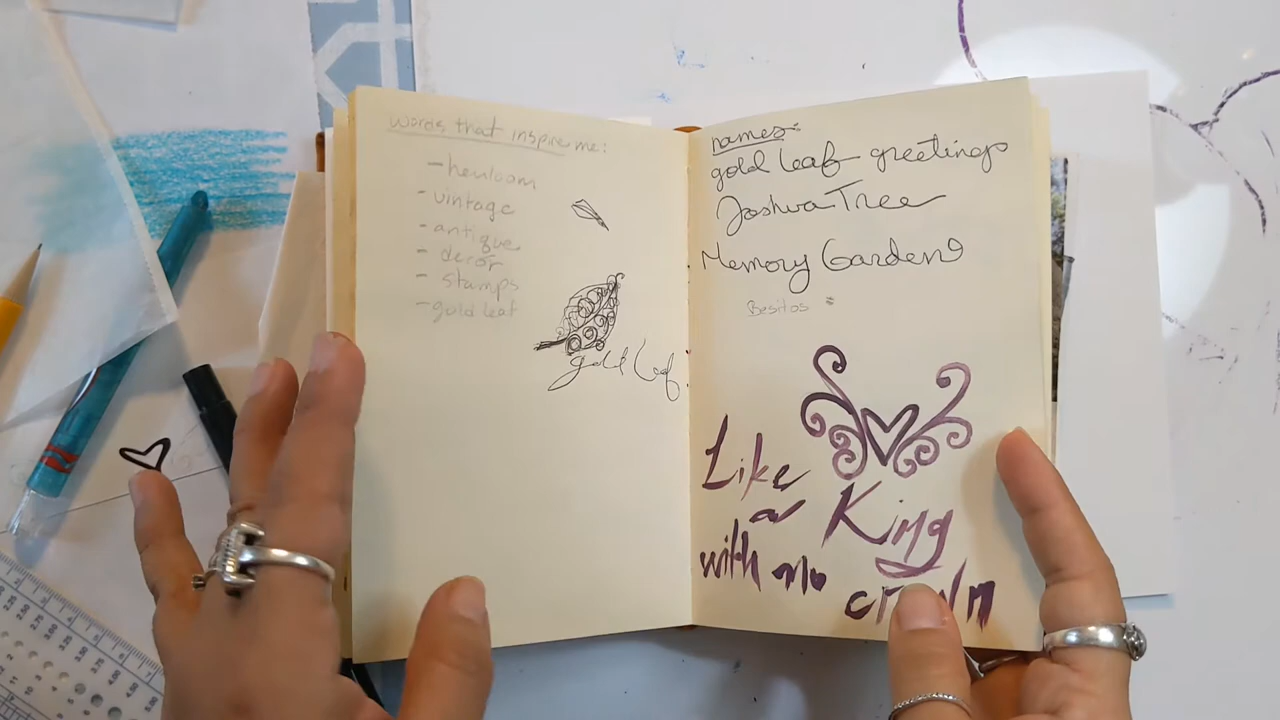 words that inspire me:
- heirloom
- vintage
- antique
- decor
- stamps
- gold leaf
gold leaf
names:
gold leaf greetings
Joshua Tree
Memory Garden
Besitos
Like
a King
with no crown